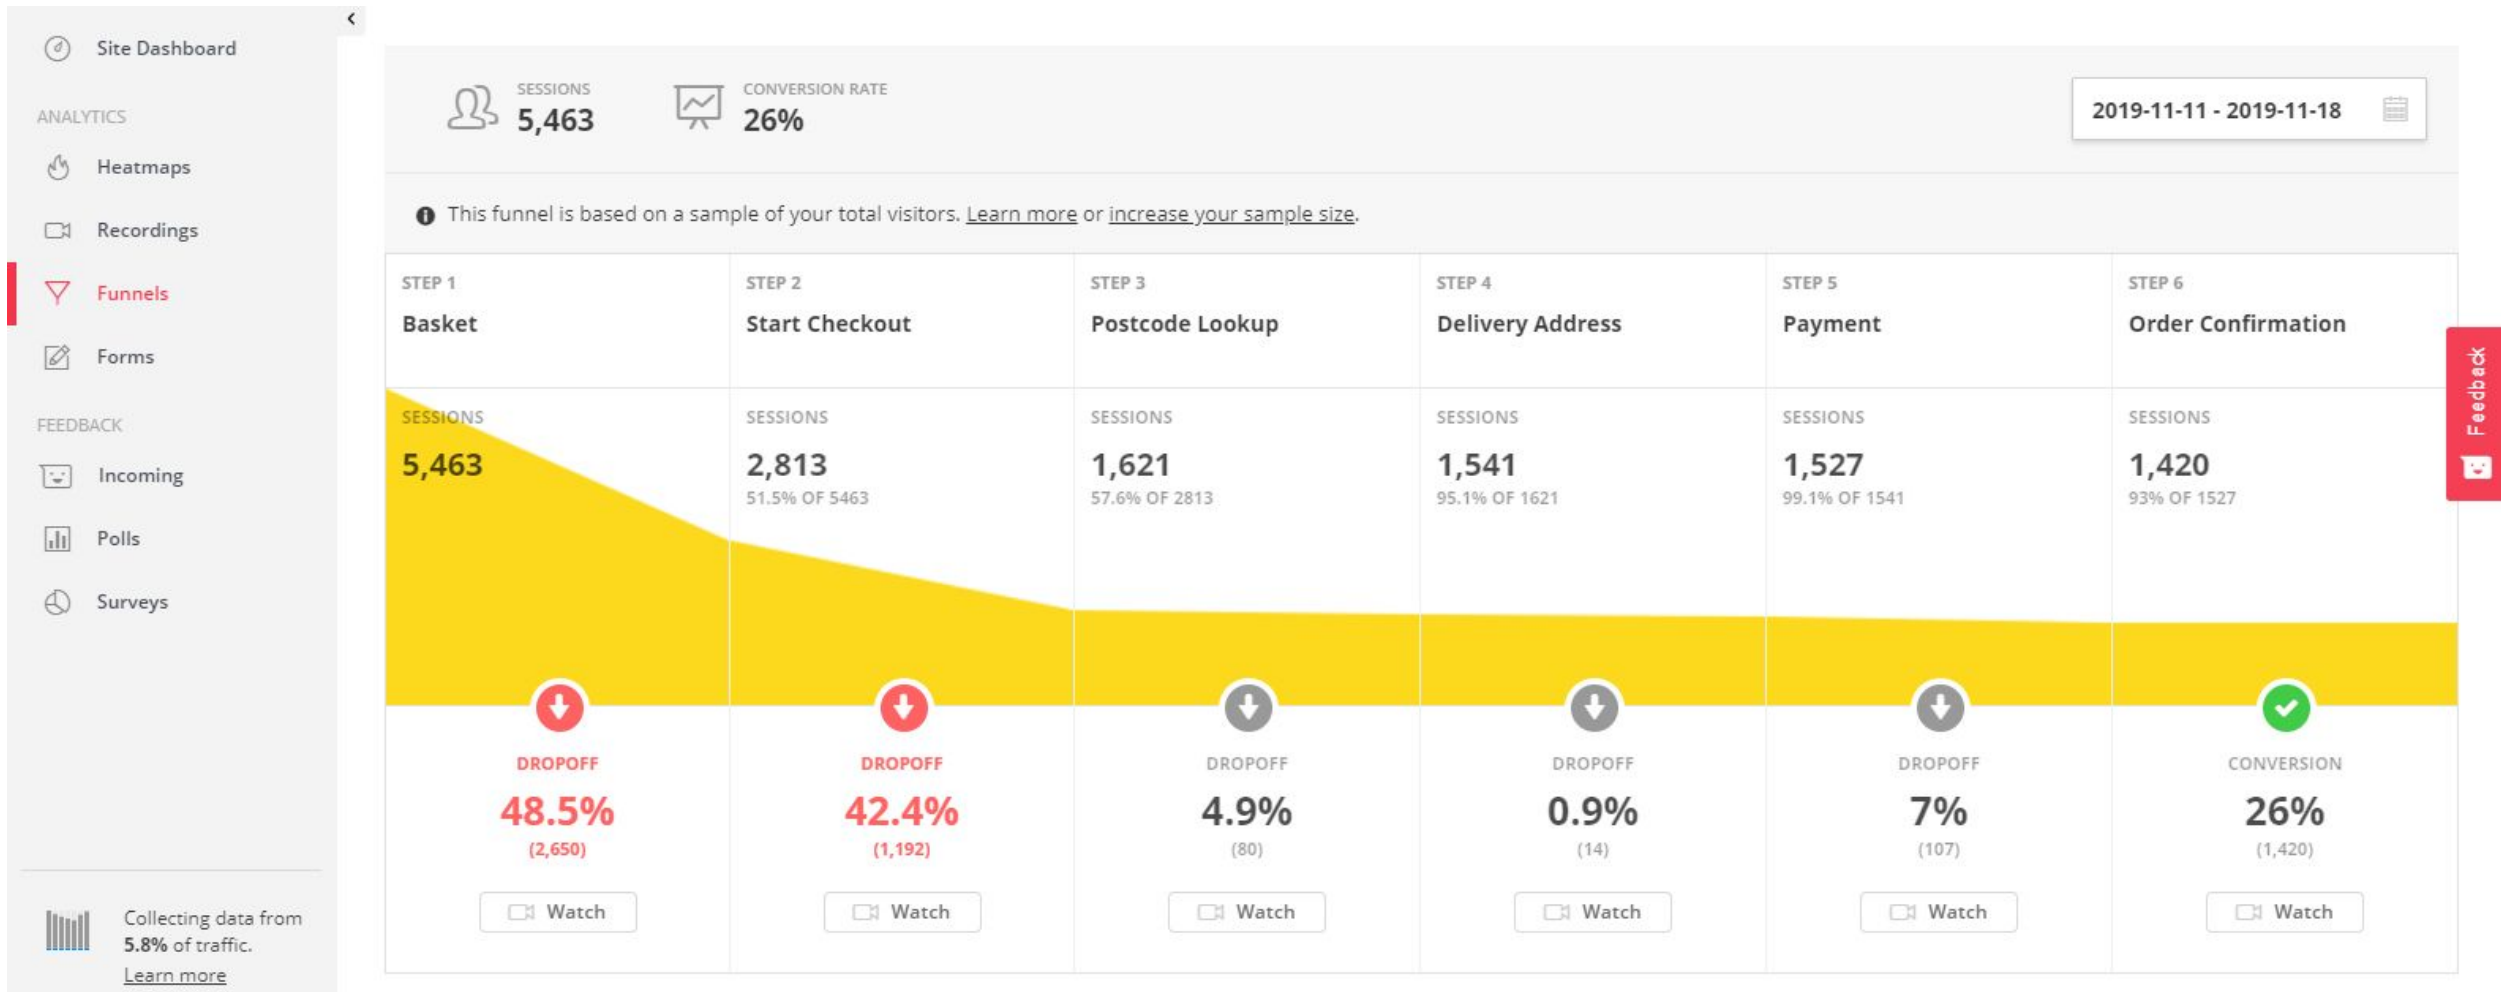 Site Dashboard
ANALYTICS
Heatmaps
Recordings
Funnels
Forms
FEEDBACK
Incoming
Polls
Surveys
Collecting data from
5.8% of traffic.
Learn more
SESSIONS
5,463
CONVERSION RATE
26%
2019-11-11 - 2019-11-18
This funnel is based on a sample of your total visitors. Learn more or increase your sample size.
STEP 1
Basket
SESSIONS
5,463
DROPOFF
48.5%
(2,650)
Watch
STEP 2
Start Checkout
SESSIONS
2,813
51.5% OF 5463
DROPOFF
42.4%
(1,192)
Watch
STEP 3
Postcode Lookup
SESSIONS
1,621
57.6% OF 2813
DROPOFF
4.9%
(80)
Watch
STEP 4
Delivery Address
SESSIONS
1,541
95.1% OF 1621
DROPOFF
0.9%
(14)
Watch
STEP 5
Payment
SESSIONS
1,527
99.1% OF 1541
DROPOFF
7%
(107)
Watch
STEP 6
Order Confirmation
SESSIONS
1,420
93% OF 1527
CONVERSION
26%
(1,420)
Watch
Feedback